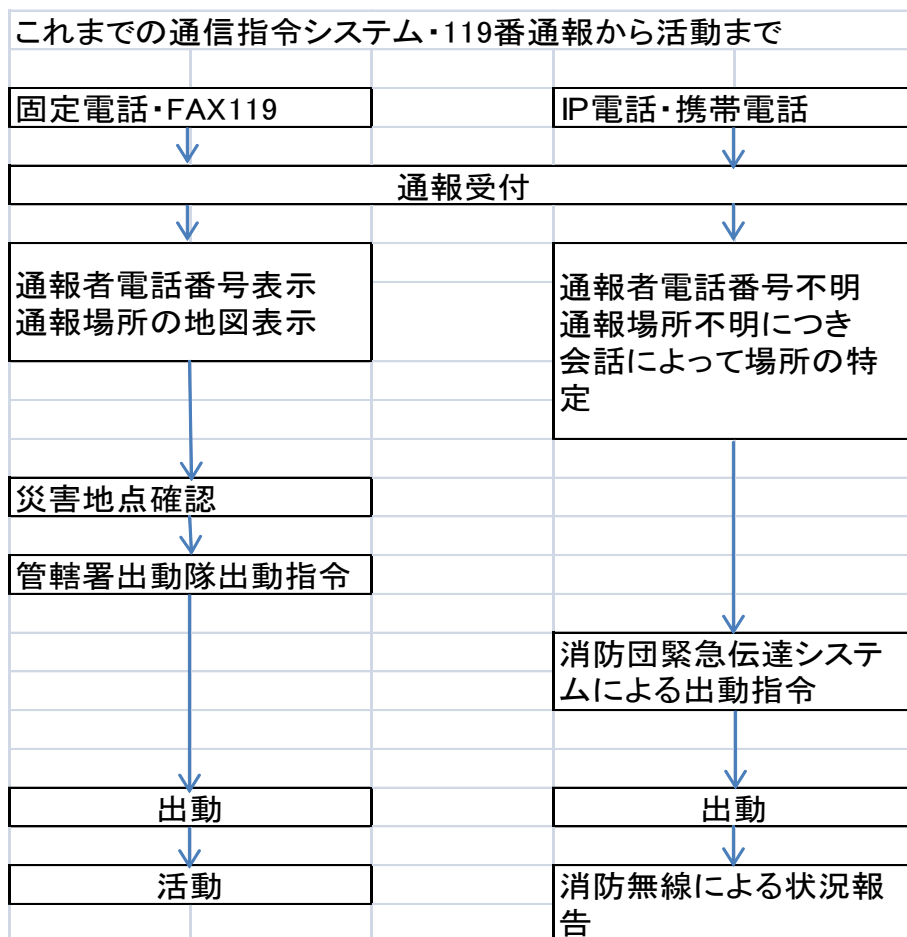 これまでの通信指令システム・119番通報から活動まで
固定電話・FAX119
IP電話・携帯電話
通報受付
通報者電話番号表示
通報場所の地図表示
通報者電話番号不明
通報場所不明につき
会話によって場所の特
定
災害地点確認
管轄署出動隊出動指令
消防団緊急伝達システ
ムによる出動指令
出動
出動
活動
消防無線による状況報
告